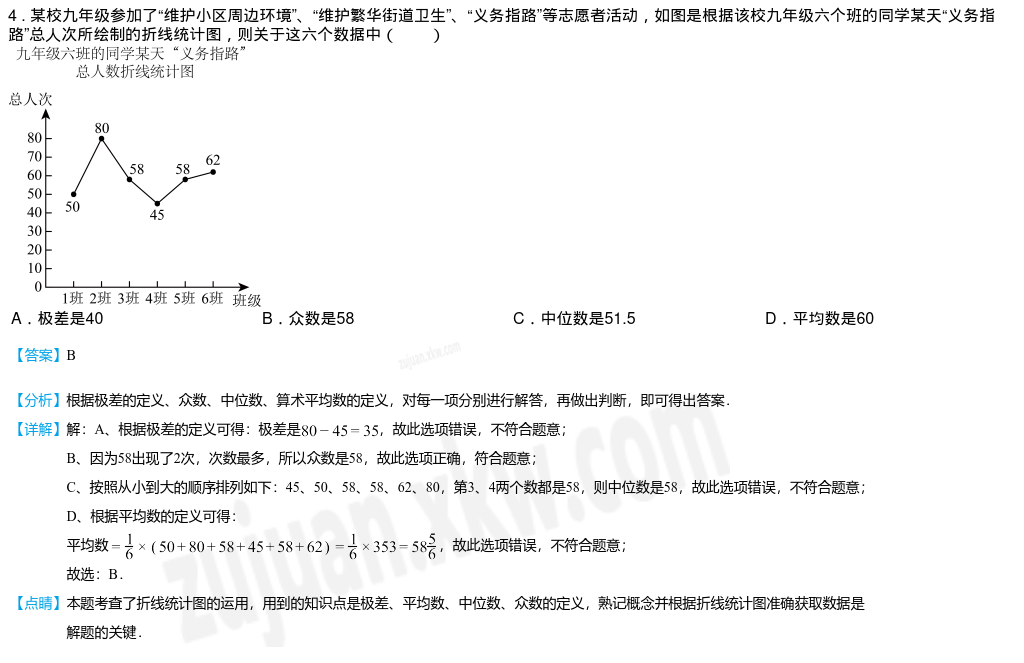 4．某校九年级参加了“维护小区周边环境”、“维护繁华街道卫生”、“义务指路”等志愿者活动，如图是根据该校九年级六个班的同学某天“义务指
路”总人次所绘制的折线统计图，则关于这六个数据中（　　）
九年级六班的同学某天“义务指路”
总人数折线统计图
总人次
80
70
60
50
40
30
20
10
0
50
80
58
45
58
62
1班 2班 3班 4班 5班 6班 班级
A．极差是40 B．众数是58 C．中位数是51.5 D．平均数是60
【答案】B
【分析】根据极差的定义、众数、中位数、算术平均数的定义，对每一项分别进行解答，再做出判断，即可得出答案．
【详解】解：A、根据极差的定义可得：极差是80－45＝35，故此选项错误，不符合题意；
B、因为58出现了2次，次数最多，所以众数是58，故此选项正确，符合题意；
C、按照从小到大的顺序排列如下：45、50、58、58、62、80，第3、4两个数都是58，则中位数是58，故此选项错误，不符合题意；
D、根据平均数的定义可得：
平均数＝1/6×(50+80+58+45+58+62)＝1/6×353＝58 5/6，故此选项错误，不符合题意；
故选：B．
【点睛】本题考查了折线统计图的运用，用到的知识点是极差、平均数、中位数、众数的定义，熟记概念并根据折线统计图准确获取数据是
解题的关键．
zujuan.xkw.com
zujuan.xkw.com